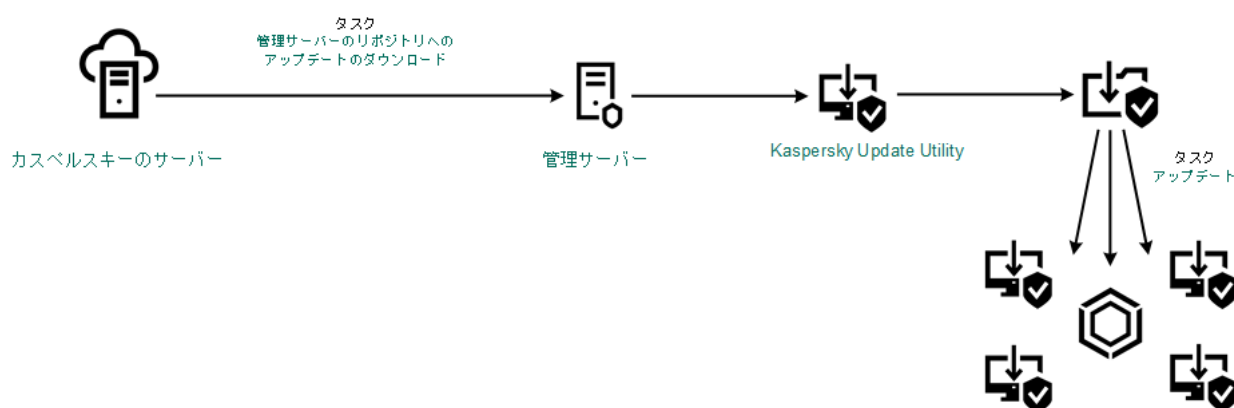 タスク
管理サーバーのリポジトリへの
アップデートのダウンロード
カスペルスキーのサーバー
管理サーバー
Kaspersky Update Utility
タスク
アップデート